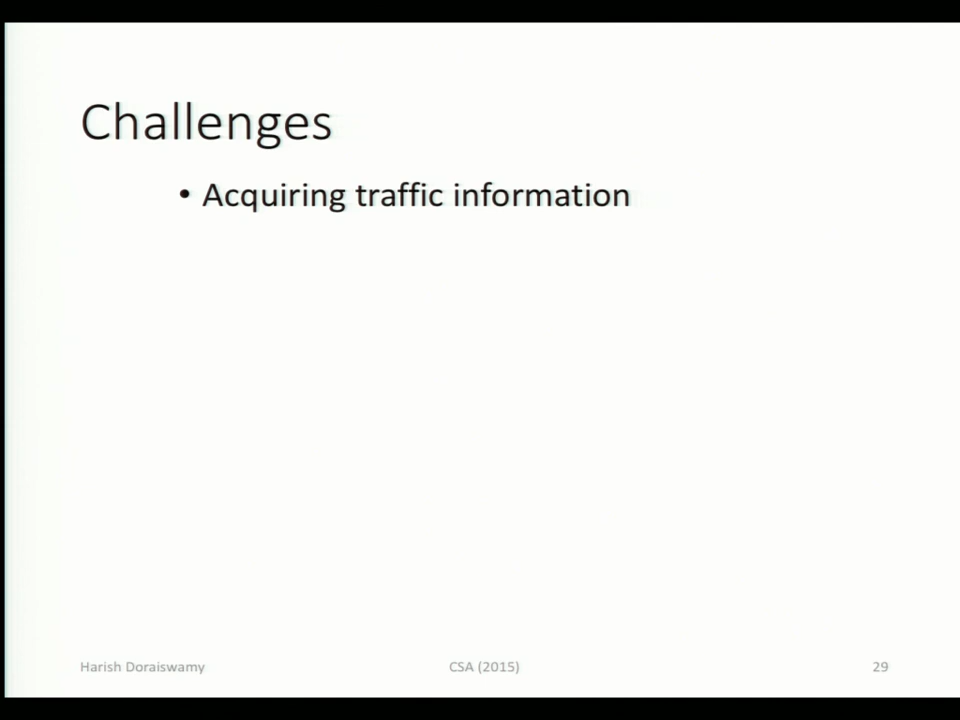 Challenges
• Acquiring traffic information
Harish Doraiswamy
CSA (2015)
29